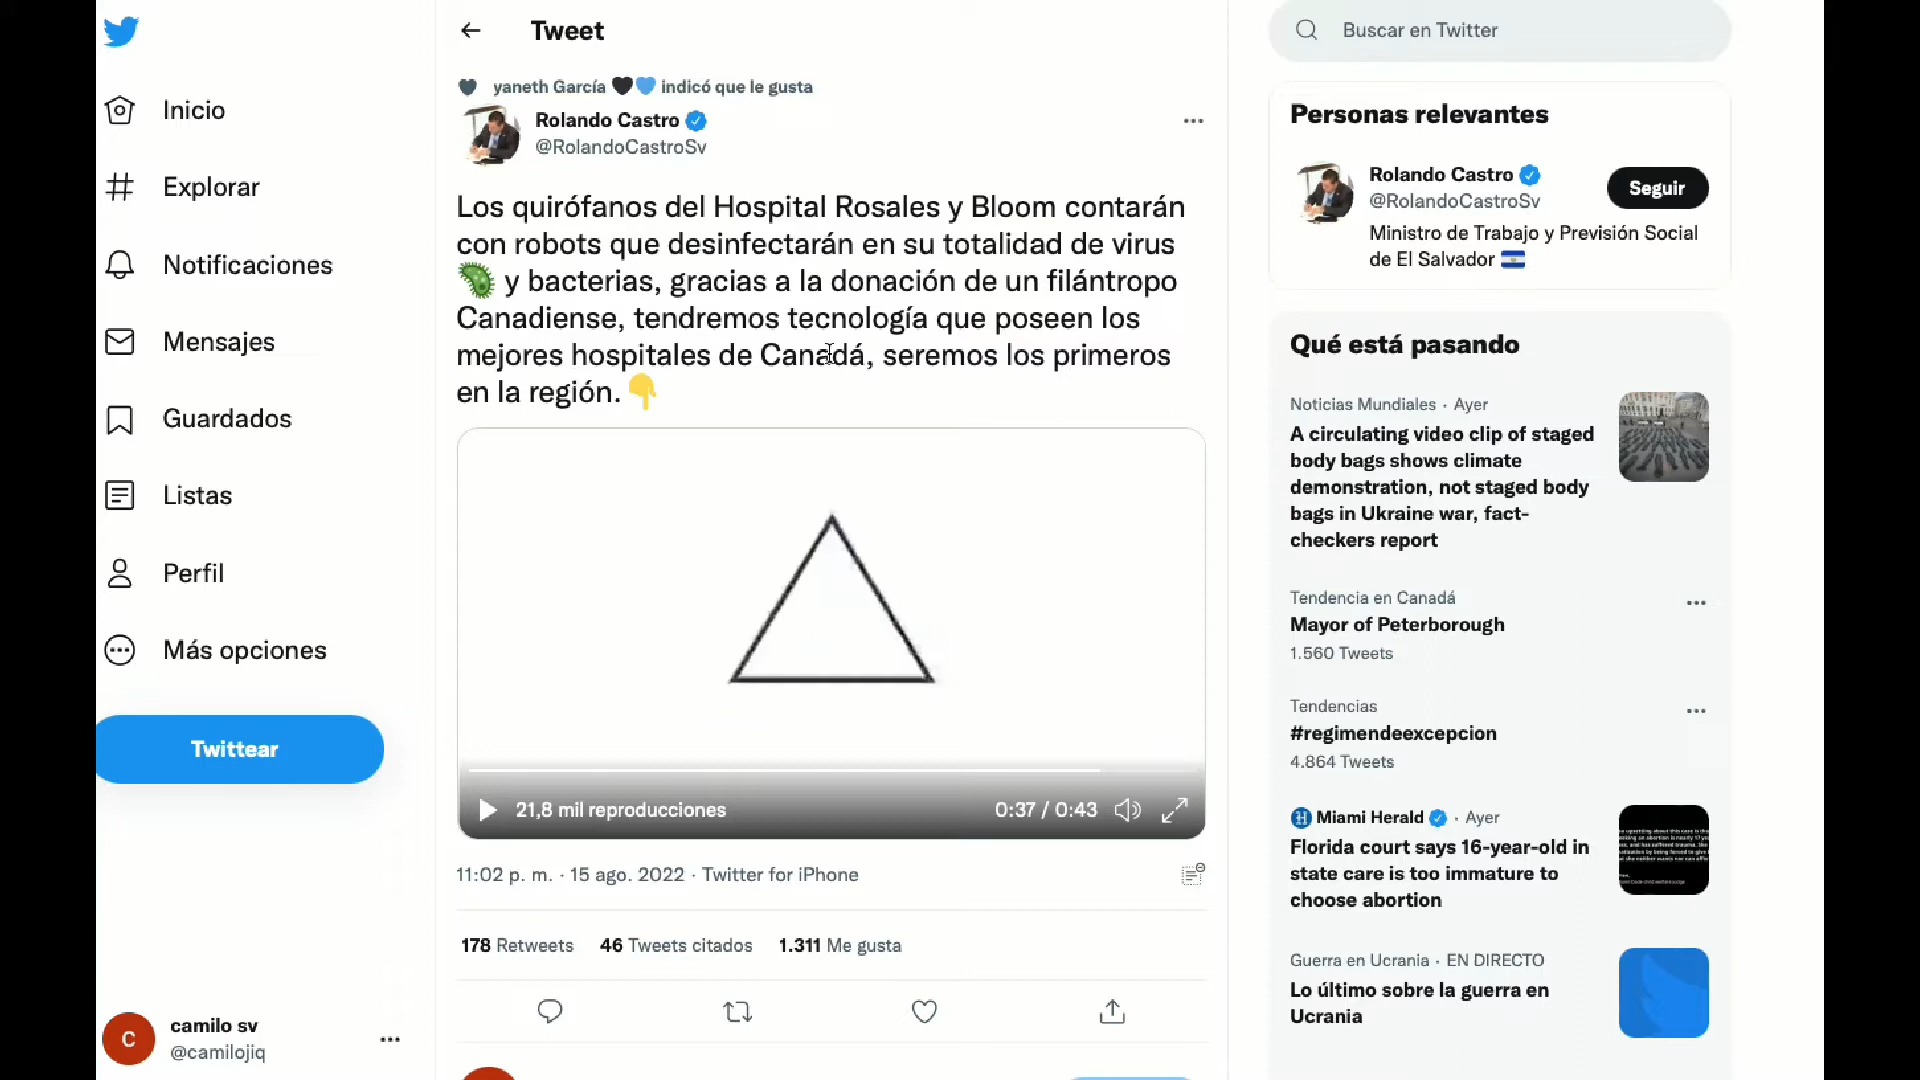 Inicio
Explorar
Notificaciones
Mensajes
Guardados
Listas
Perfil
Más opciones
Twittear
C
camilo sv
@camilojiq
Tweet
yaneth García 🖤💙 indicó que le gusta
Rolando Castro
@RolandoCastroSv
Los quirófanos del Hospital Rosales y Bloom contarán
con robots que desinfectarán en su totalidad de virus
🦠 y bacterias, gracias a la donación de un filántropo
Canadiense, tendremos tecnología que poseen los
mejores hospitales de Canadá, seremos los primeros
en la región. 👇
21,8 mil reproducciones
0:37 / 0:43
11:02 p. m. · 15 ago. 2022 · Twitter for iPhone
178 Retweets 46 Tweets citados 1.311 Me gusta
Buscar en Twitter
Personas relevantes
Rolando Castro
@RolandoCastroSv
Seguir
Ministro de Trabajo y Previsión Social
de El Salvador 🇸🇻
Qué está pasando
Noticias Mundiales · Ayer
A circulating video clip of staged
body bags shows climate
demonstration, not staged body
bags in Ukraine war, fact-
checkers report
Tendencia en Canadá
Mayor of Peterborough
1.560 Tweets
Tendencias
#regimendeexcepcion
4.864 Tweets
Miami Herald · Ayer
Florida court says 16-year-old in
state care is too immature to
choose abortion
Guerra en Ucrania · EN DIRECTO
Lo último sobre la guerra en
Ucrania